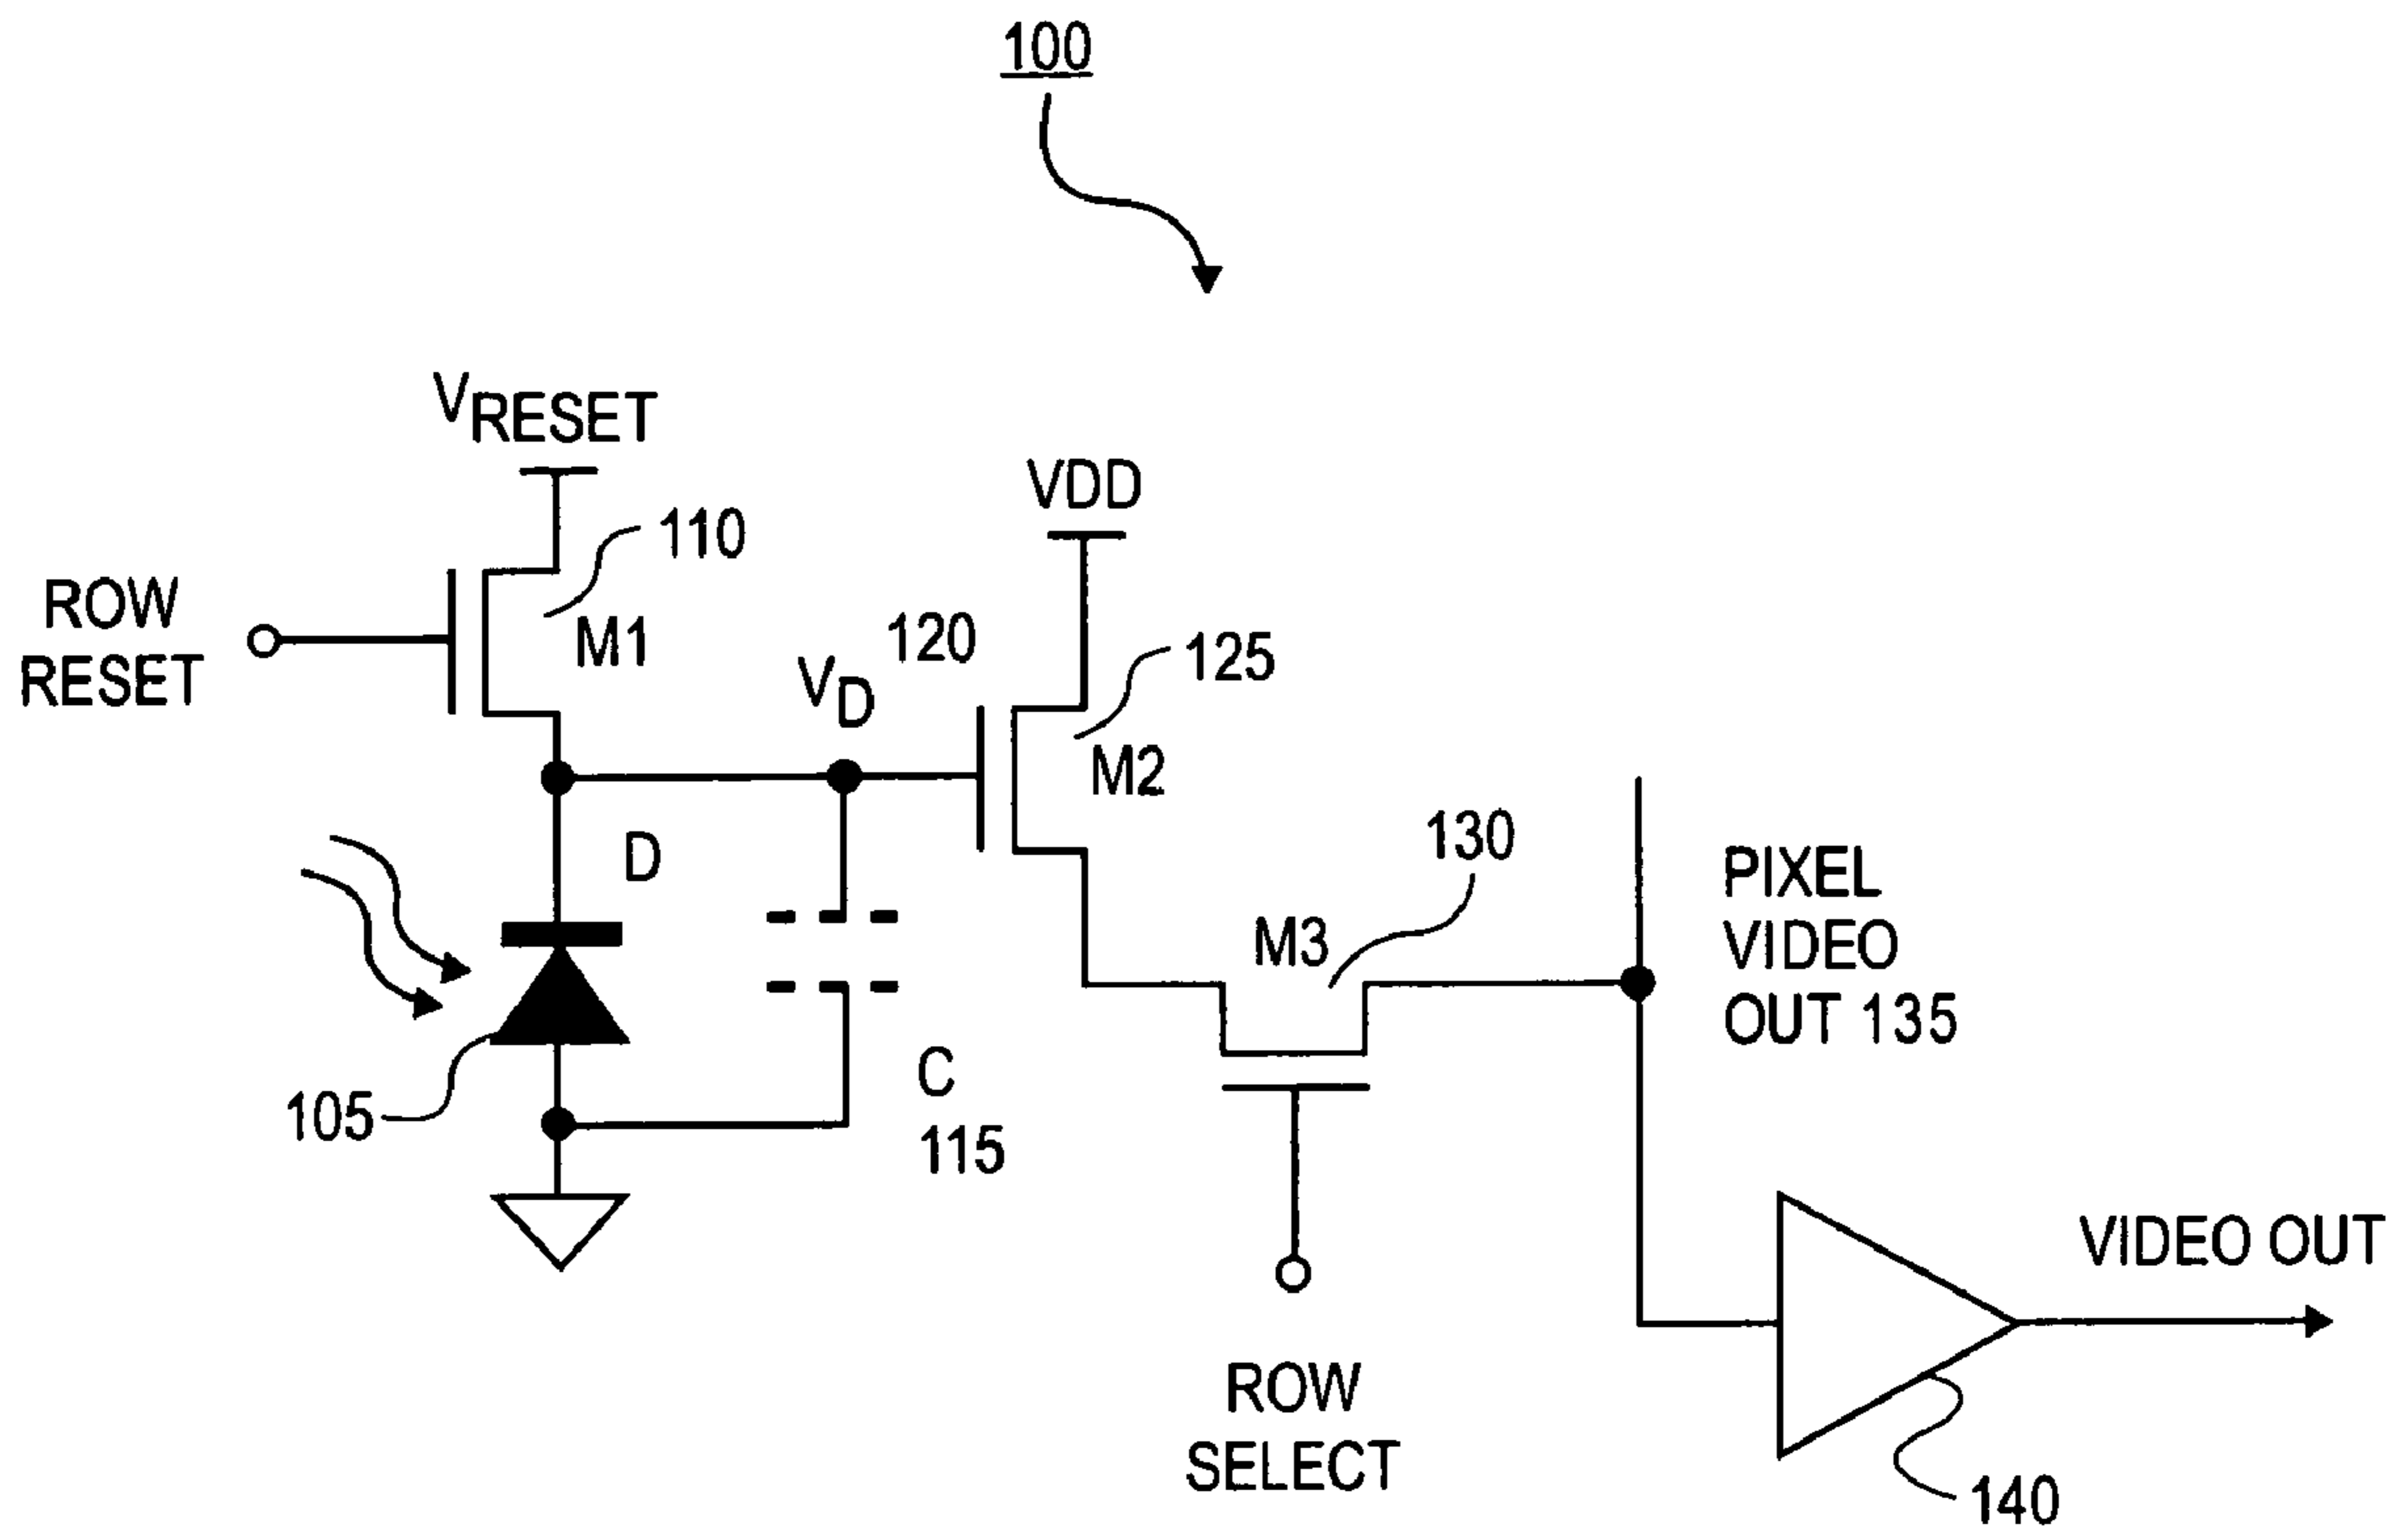 100
VRESET
VDD
110
ROW
RESET
M1
120
125
VD
M2
130
D
M3
PIXEL
VIDEO
OUT 135
C
105
115
VIDEO OUT
ROW
SELECT
140